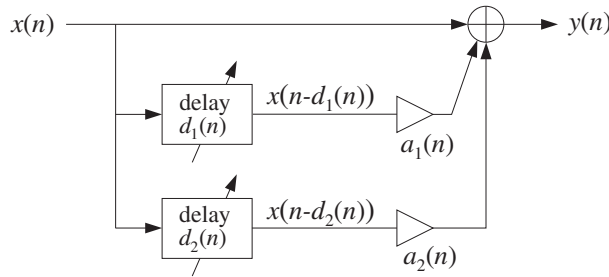 x(n)
y(n)
delay
d₁(n)
x(n-d₁(n))
a₁(n)
delay
d₂(n)
x(n-d₂(n))
a₂(n)